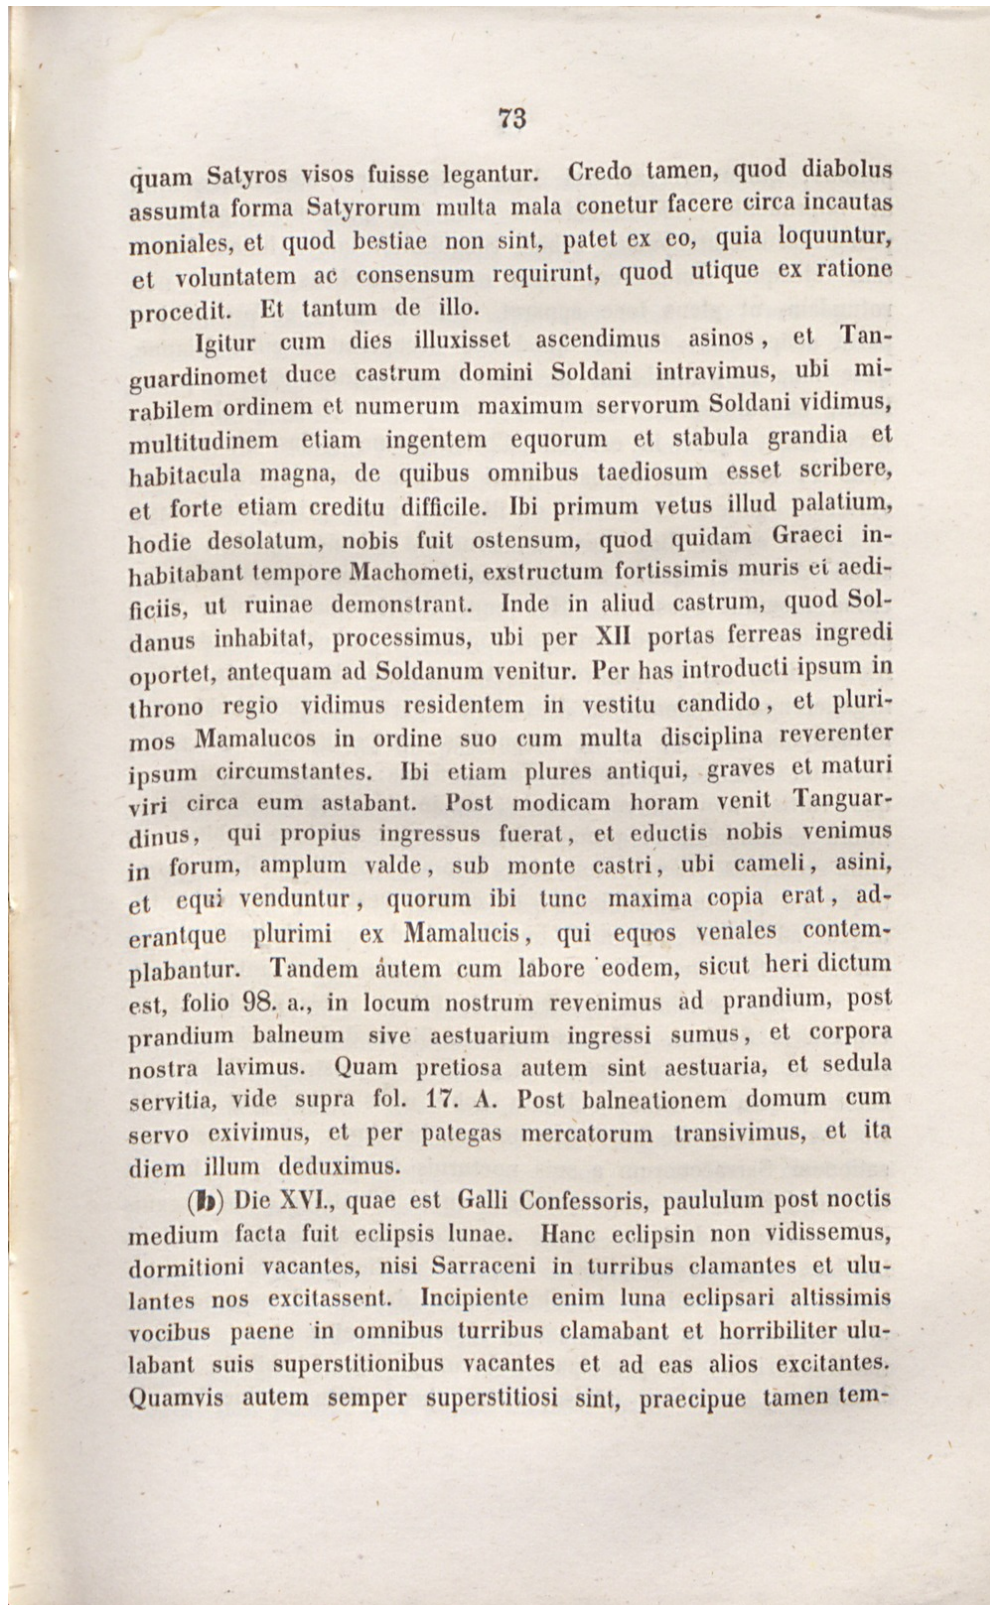 73
quam Satyros visos fuisse legantur. Credo tamen, quod diabolus
assumta forma Satyrorum multa mala conetur facere circa incautas
moniales, et quod bestiae non sint, patet ex eo, quia loquuntur,
et voluntatem ac consensum requirunt, quod utique ex ratione
procedit. Et tantum de illo.
Igitur cum dies illuxisset ascendimus asinos, et Tan-
guardinomet duce castrum domini Soldani intravimus, ubi mi-
rabilem ordinem et numerum maximum servorum Soldani vidimus,
multitudinem etiam ingentem equorum et stabula grandia et
habitacula magna, de quibus omnibus taediosum esset scribere,
et forte etiam creditu difficile. Ibi primum vetus illud palatium,
hodie desolatum, nobis fuit ostensum, quod quidam Graeci in-
habitabant tempore Machometi, exstructum fortissimis muris et aedi-
ficiis, ut ruinae demonstrant. Inde in aliud castrum, quod Sol-
danus inhabitat, processimus, ubi per XII portas ferreas ingredi
oportet, antequam ad Soldanum venitur. Per has introducti ipsum in
throno regio vidimus residentem in vestitu candido, et pluri-
mos Mamalucos in ordine suo cum multa disciplina reverenter
ipsum circumstantes. Ibi etiam plures antiqui, graves et maturi
viri circa eum astabant. Post modicam horam venit Tanguar-
dinus, qui propius ingressus fuerat, et eductis nobis venimus
in forum, amplum valde, sub monte castri, ubi cameli, asini,
et equi venduntur, quorum ibi tunc maxima copia erat, ad-
erantque plurimi ex Mamalucis, qui equos venales contem-
plabantur. Tandem autem cum labore eodem, sicut heri dictum
est, folio 98. a., in locum nostrum revenimus ad prandium, post
prandium balneum sive aestuarium ingressi sumus, et corpora
nostra lavimus. Quam pretiosa autem sint aestuaria, et sedula
servitia, vide supra fol. 17. A. Post balneationem domum cum
servo exivimus, et per pategas mercatorum transivimus, et ita
diem illum deduximus.
(b) Die XVI., quae est Galli Confessoris, paululum post noctis
medium facta fuit eclipsis lunae. Hanc eclipsin non vidissemus,
dormitioni vacantes, nisi Sarraceni in turribus clamantes et ulu-
lantes nos excitassent. Incipiente enim luna eclipsari altissimis
vocibus paene in omnibus turribus clamabant et horribiliter ulu-
labant suis superstitionibus vacantes et ad eas alios excitantes.
Quamvis autem semper superstitiosi sint, praecipue tamen tem-